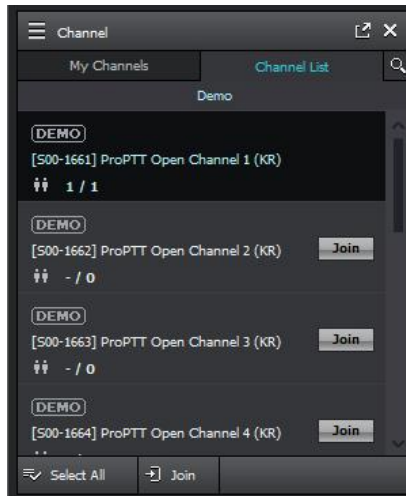 Channel
My Channels
Channel List
Demo
DEMO
[S00-1661] ProPTT Open Channel 1 (KR)
1 / 1
DEMO
[S00-1662] ProPTT Open Channel 2 (KR)
Join
- / 0
DEMO
[S00-1663] ProPTT Open Channel 3 (KR)
Join
- / 0
DEMO
[S00-1664] ProPTT Open Channel 4 (KR)
Join
Select All
Join